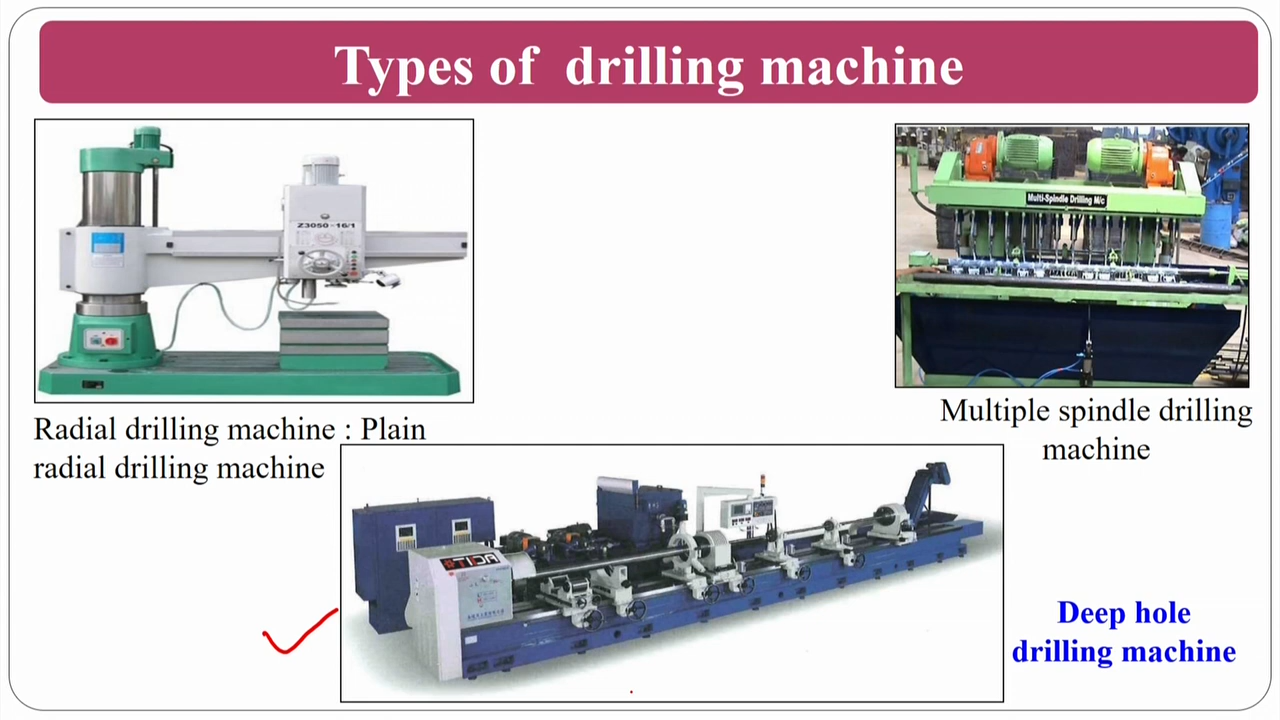 Types of drilling machine
Z3050-16/1
Multi-Spindle Drilling M/c
Radial drilling machine : Plain
radial drilling machine
Multiple spindle drilling
machine
Deep hole
drilling machine